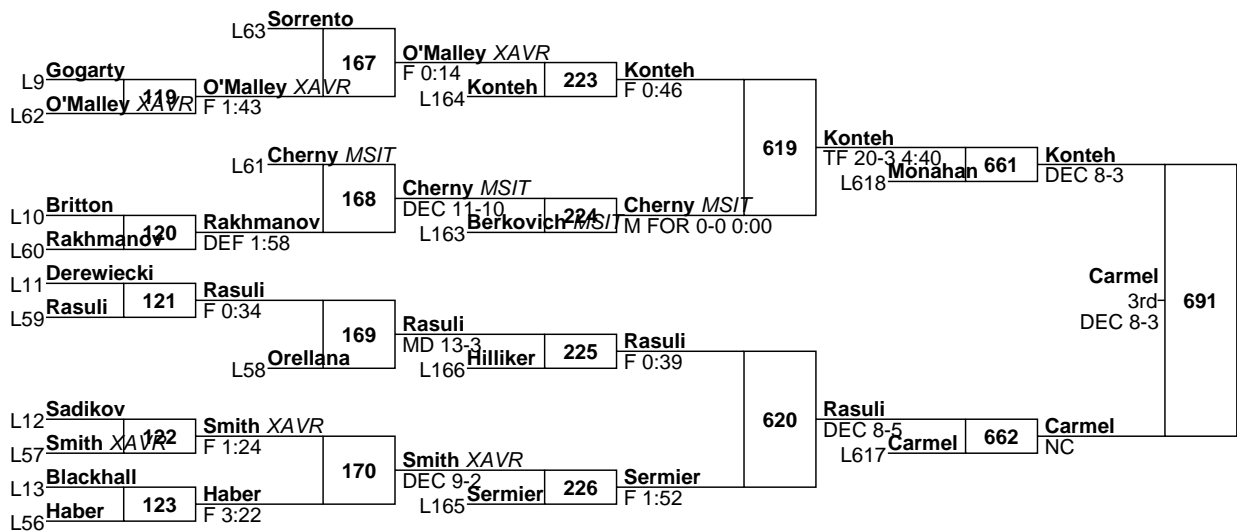 L63 Sorrento
167
O'Malley XAVR
F 0:14
L9 Gogarty
119
L62 O'Malley XAVR
O'Malley XAVR
F 1:43
L164 Konteh
223
Konteh
F 0:46
619
Konteh
TF 20-3 4:40
L618 Monahan
661
Konteh
DEC 8-3
L61 Cherny MSIT
168
Cherny MSIT
DEC 11-10
L10 Britton
120
L60 Rakhmanov
Rakhmanov
DEF 1:58
L163 Berkovich MSIT
224
Cherny MSIT
M FOR 0-0 0:00
L11 Derewiecki
121
L59 Rasuli
Rasuli
F 0:34
169
L58 Orellana
Rasuli
MD 13-3
L166 Hilliker
225
Rasuli
F 0:39
Carmel
3rd
DEC 8-3
691
620
Rasuli
DEC 8-5
L617 Carmel
662
Carmel
NC
L12 Sadikov
122
L57 Smith XAVR
Smith XAVR
F 1:24
170
Smith XAVR
DEC 9-2
L165 Sermier
226
Sermier
F 1:52
L13 Blackhall
123
L56 Haber
Haber
F 3:22